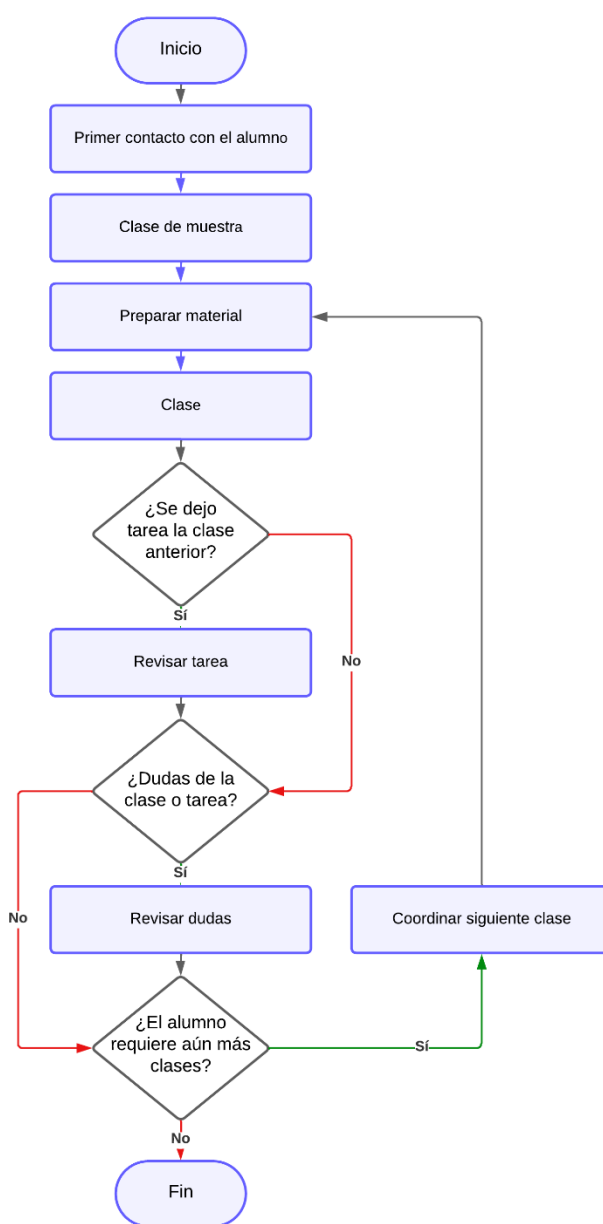 Inicio
Primer contacto con el alumno
Clase de muestra
Preparar material
Clase
¿Se dejo
tarea la clase
anterior?
Sí
No
Revisar tarea
¿Dudas de la
clase o tarea?
Sí
No
Revisar dudas
Coordinar siguiente clase
¿El alumno
requiere aún más
clases?
Sí
No
Fin